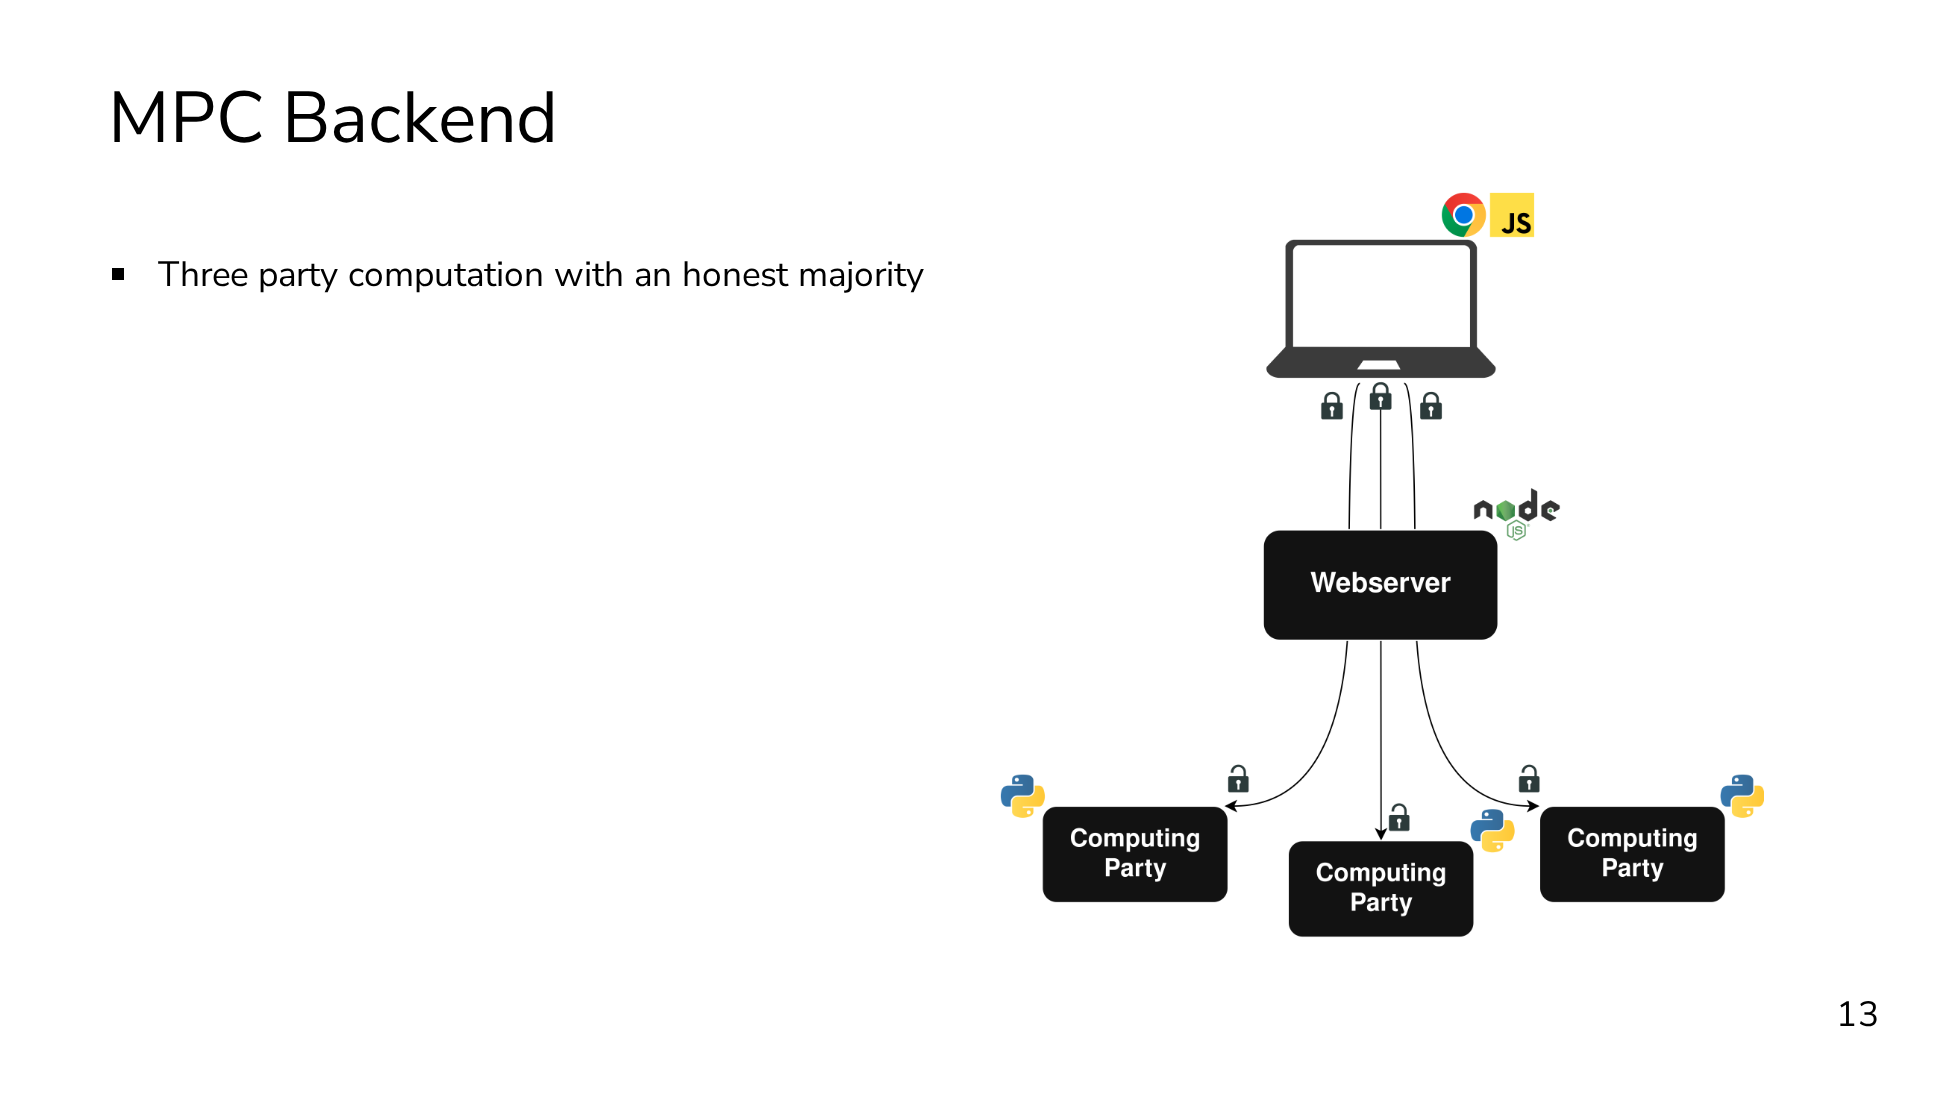 MPC Backend
▪ Three party computation with an honest majority
JS
node
JS
Webserver
Computing
Party
Computing
Party
Computing
Party
13